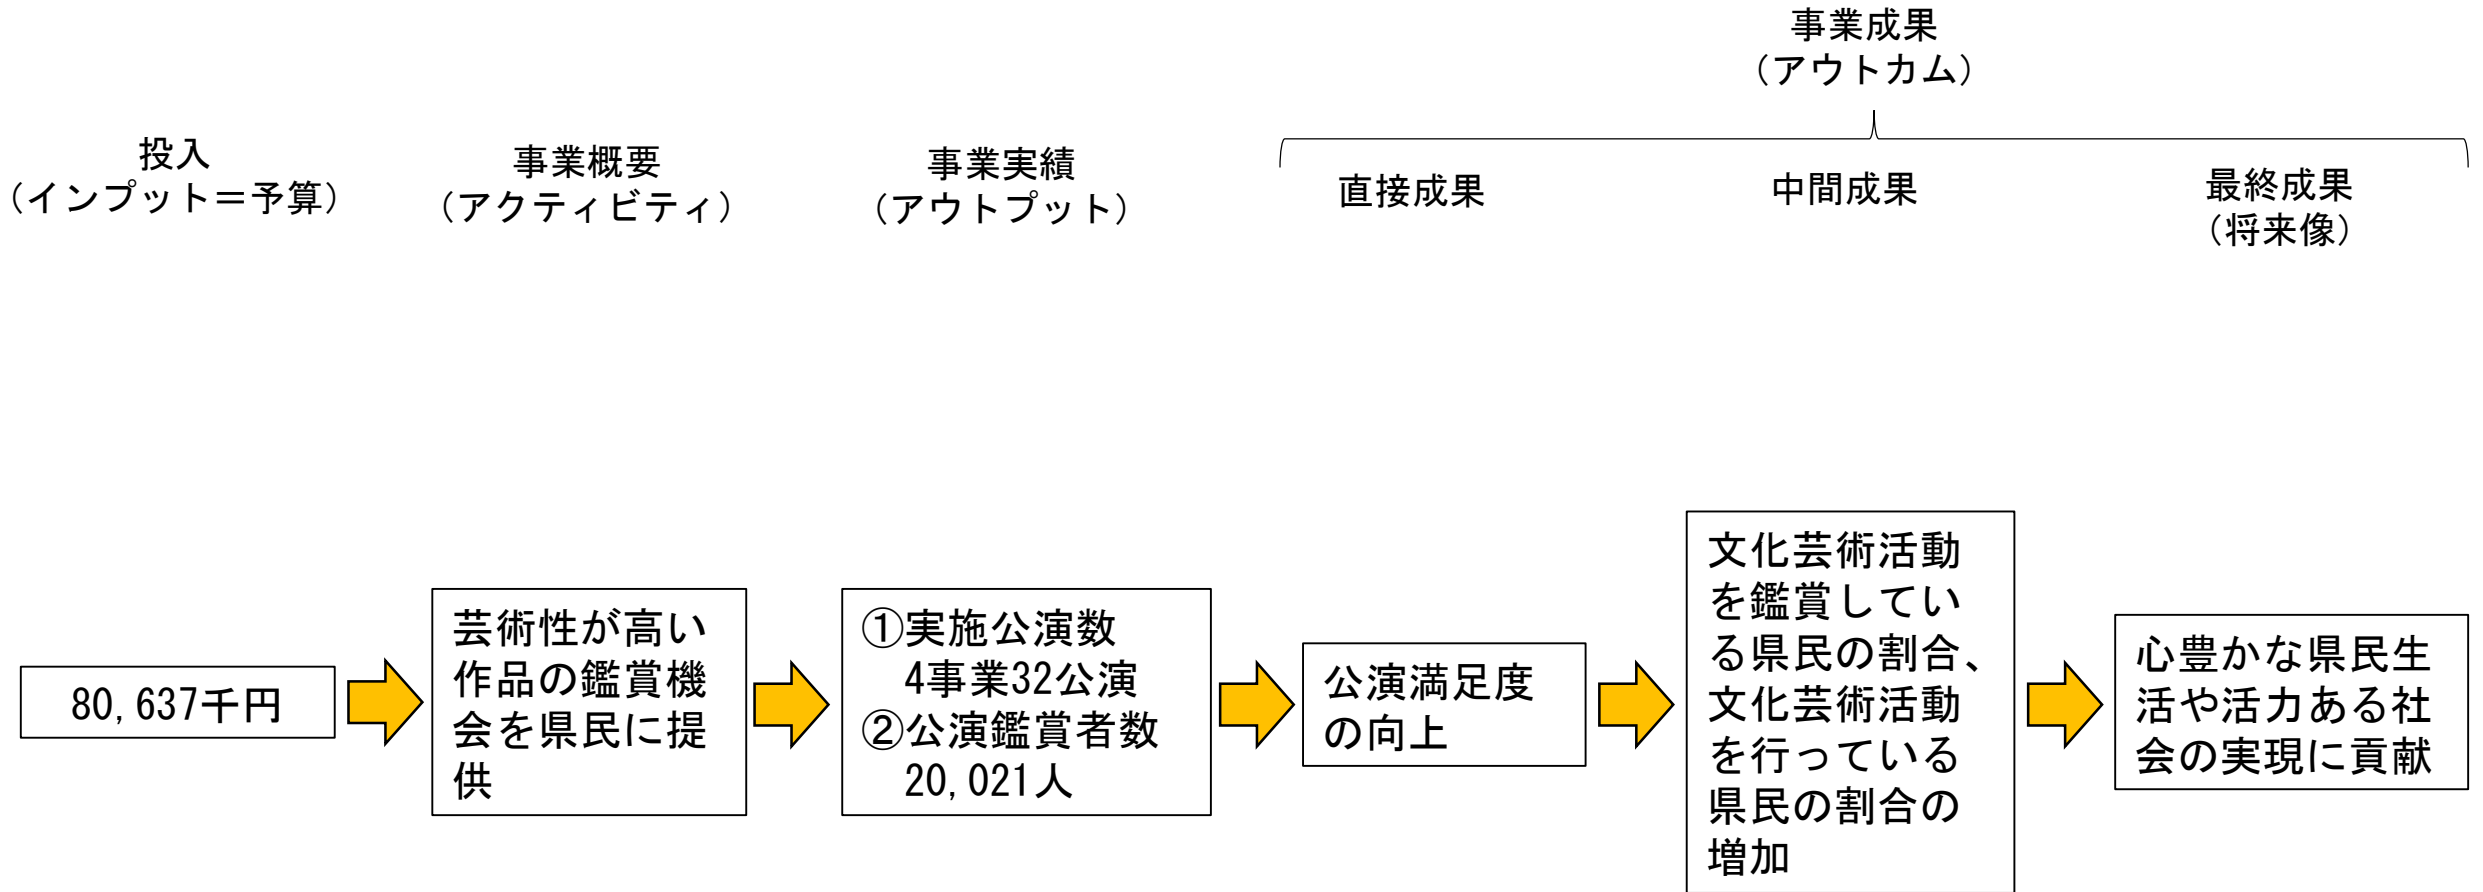 事業成果
(アウトカム)
投入
(インプット＝予算)
事業概要
(アクティビティ)
事業実績
(アウトプット)
直接成果
中間成果
最終成果
(将来像)
80,637千円
芸術性が高い
作品の鑑賞機
会を県民に提
供
①実施公演数
4事業32公演
②公演鑑賞者数
20,021人
公演満足度
の向上
文化芸術活動
を鑑賞してい
る県民の割合、
文化芸術活動
を行っている
県民の割合の
増加
心豊かな県民生
活や活力ある社
会の実現に貢献